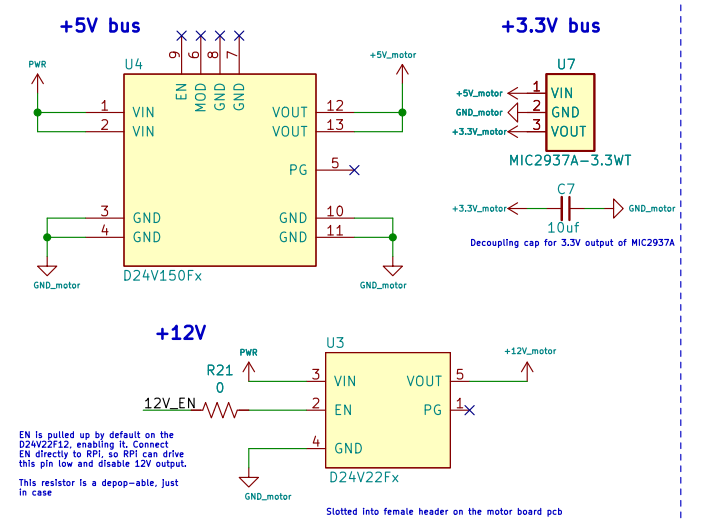 +5V bus
+3.3V bus
PWR
U4
9
6
8
7
EN
MOD
GND
GND
+5V_motor
1
VIN
2
VIN
VOUT
12
VOUT
13
PG
5
3
GND
4
GND
GND
10
GND
11
D24V150Fx
GND_motor
GND_motor
U7
+5V_motor
1
VIN
GND_motor
2
GND
+3.3V_motor
3
VOUT
MIC2937A-3.3WT
C7
+3.3V_motor
GND_motor
10uf
Decoupling cap for 3.3V output of MIC2937A
+12V
U3
PWR
+12V_motor
R21
0
12V_EN
3
VIN
2
EN
4
GND
VOUT
5
PG
1
GND_motor
D24V22Fx
EN is pulled up by default on the
D24V22F12, enabling it. Connect
EN directly to RPi, so RPi can drive
this pin low and disable 12V output.
This resistor is a depop-able, just
in case
Slotted into female header on the motor board pcb